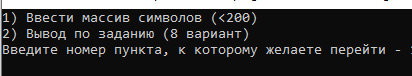 1) Ввести массив символов (<200)
2) Вывод по заданию (8 вариант)
Введите номер пункта, к которому желаете перейти -